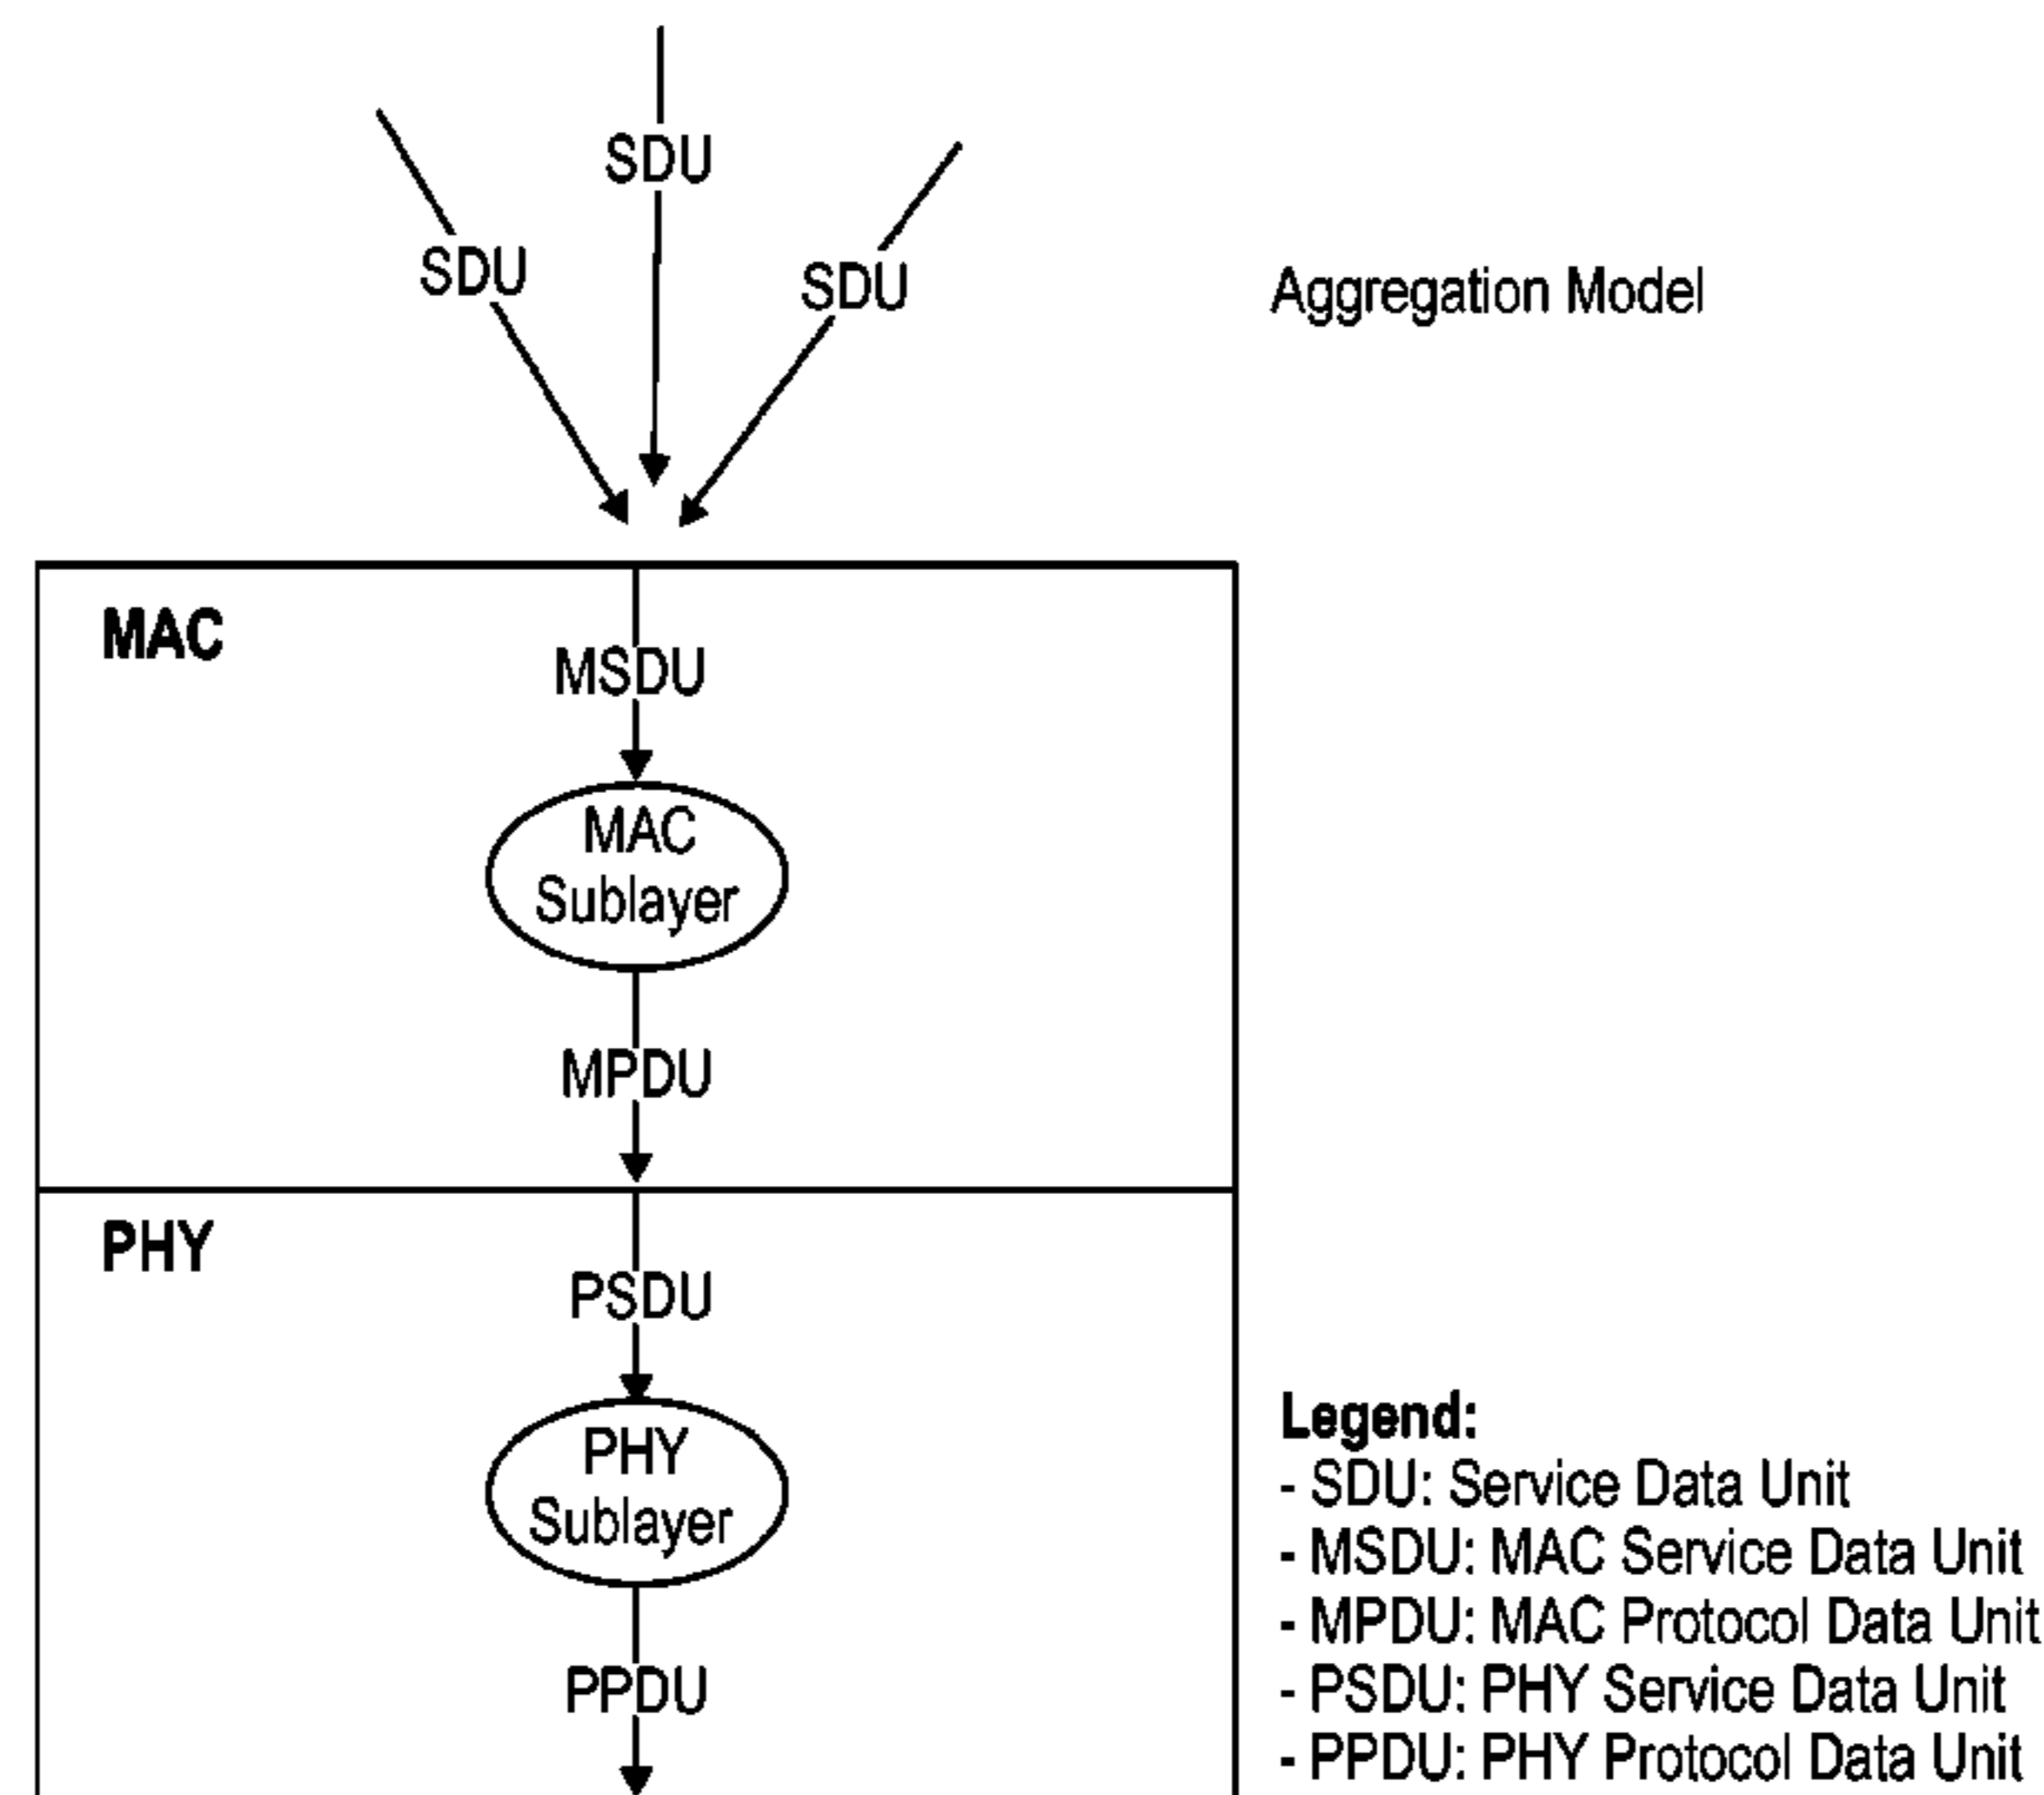 SDU
SDU
SDU
Aggregation Model
MAC
MSDU
MAC
Sublayer
MPDU
PHY
PSDU
PHY
Sublayer
PPDU
Legend:
- SDU: Service Data Unit
- MSDU: MAC Service Data Unit
- MPDU: MAC Protocol Data Unit
- PSDU: PHY Service Data Unit
- PPDU: PHY Protocol Data Unit